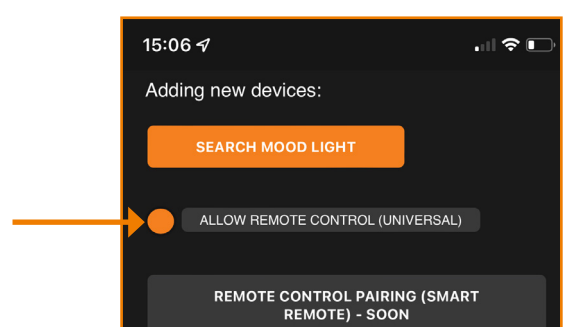 15:06
Adding new devices:
SEARCH MOOD LIGHT
ALLOW REMOTE CONTROL (UNIVERSAL)
REMOTE CONTROL PAIRING (SMART
REMOTE) - SOON